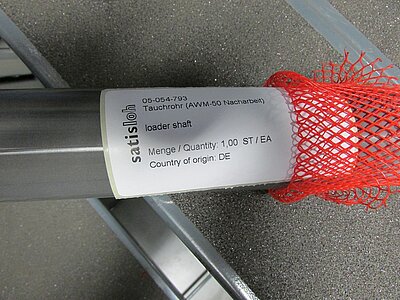 satisloh
05-054-793
Tauchrohr (AWM-50 Nacharbeit)
loader shaft
Menge / Quantity: 1,00 ST / EA
Country of origin: DE